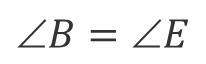 ∠B = ∠E